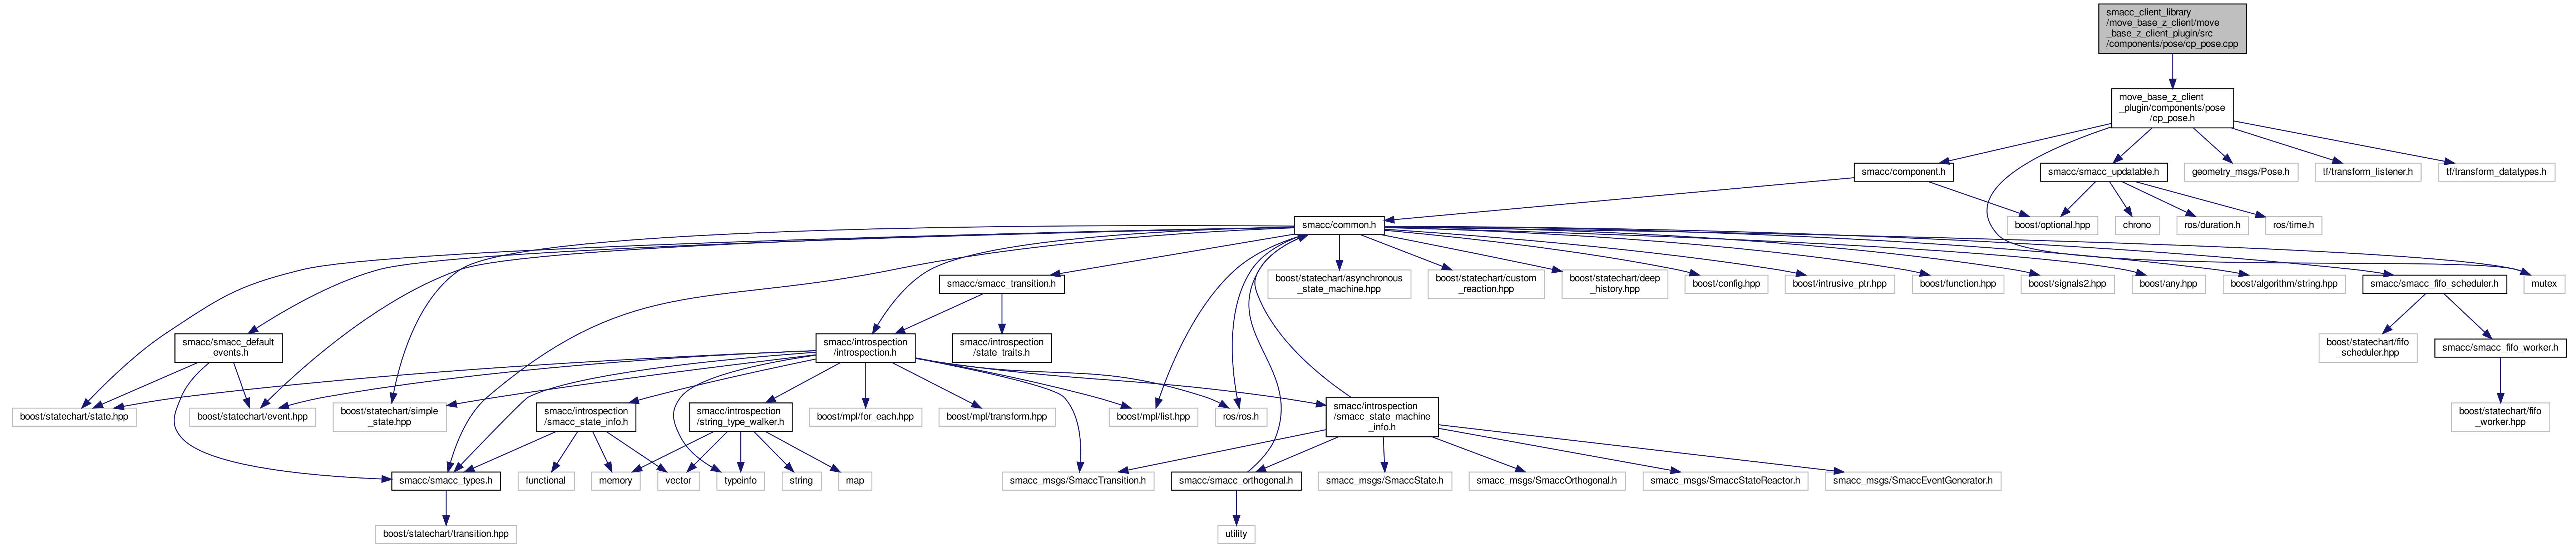 smacc_client_library
/move_base_z_client/move
_base_z_client_plugin/src
/components/pose/cp_pose.cpp
move_base_z_client
_plugin/components/pose
/cp_pose.h
smacc/component.h
smacc/smacc_updatable.h
geometry_msgs/Pose.h
tf/transform_listener.h
tf/transform_datatypes.h
smacc/common.h
boost/optional.hpp
chrono
ros/duration.h
ros/time.h
smacc/smacc_transition.h
boost/statechart/asynchronous
_state_machine.hpp
boost/statechart/custom
_reaction.hpp
boost/statechart/deep
_history.hpp
boost/config.hpp
boost/intrusive_ptr.hpp
boost/function.hpp
boost/signals2.hpp
boost/any.hpp
boost/algorithm/string.hpp
smacc/smacc_fifo_scheduler.h
mutex
smacc/smacc_default
_events.h
smacc/introspection
/introspection.h
smacc/introspection
/state_traits.h
boost/statechart/fifo
_scheduler.hpp
smacc/smacc_fifo_worker.h
boost/statechart/state.hpp
boost/statechart/event.hpp
boost/statechart/simple
_state.hpp
smacc/introspection
/smacc_state_info.h
smacc/introspection
/string_type_walker.h
boost/mpl/for_each.hpp
boost/mpl/transform.hpp
boost/mpl/list.hpp
ros/ros.h
smacc/introspection
/smacc_state_machine
_info.h
boost/statechart/fifo
_worker.hpp
smacc/smacc_types.h
functional
memory
vector
typeinfo
string
map
smacc_msgs/SmaccTransition.h
smacc/smacc_orthogonal.h
smacc_msgs/SmaccState.h
smacc_msgs/SmaccOrthogonal.h
smacc_msgs/SmaccStateReactor.h
smacc_msgs/SmaccEventGenerator.h
boost/statechart/transition.hpp
utility